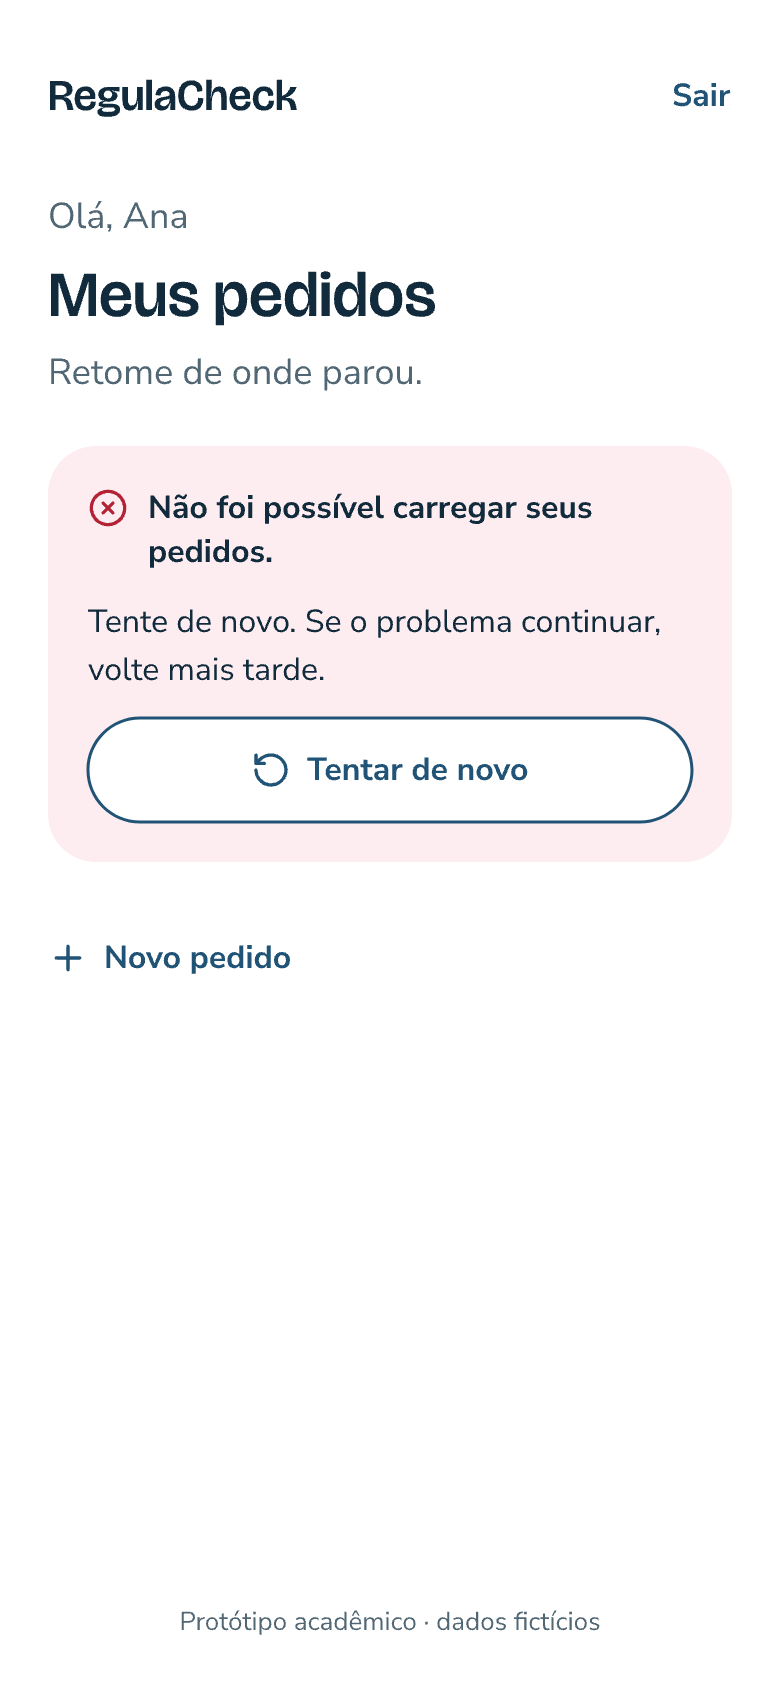 RegulaCheck
Sair
Olá, Ana
Meus pedidos
Retome de onde parou.
Não foi possível carregar seus
pedidos.
Tente de novo. Se o problema continuar,
volte mais tarde.
Tentar de novo
Novo pedido
Protótipo acadêmico · dados fictícios